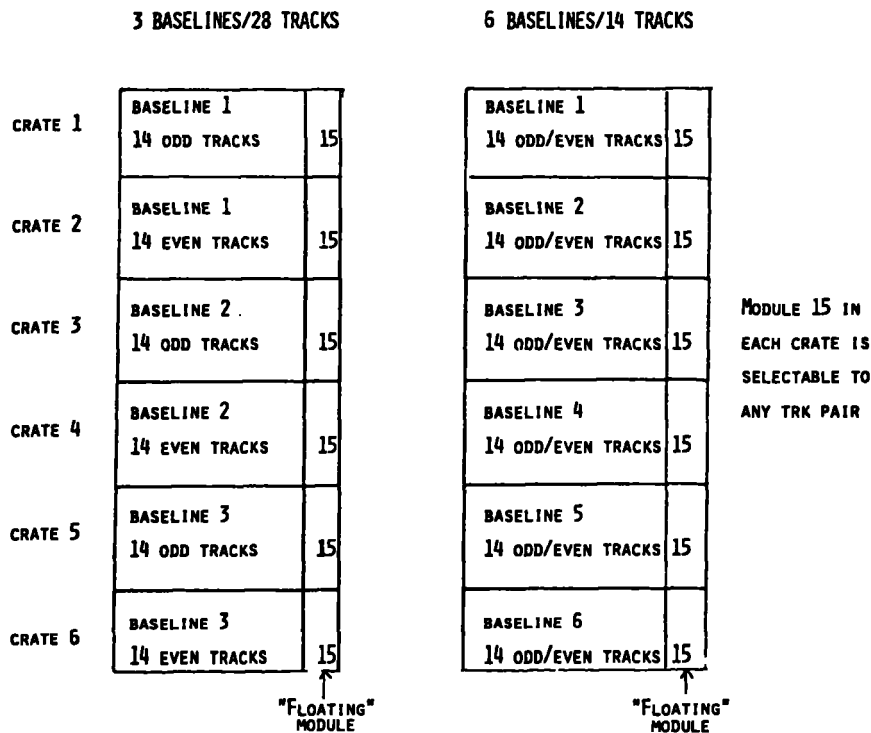 3 BASELINES/28 TRACKS
6 BASELINES/14 TRACKS
CRATE 1
BASELINE 1
14 ODD TRACKS
15
CRATE 2
BASELINE 1
14 EVEN TRACKS
15
CRATE 3
BASELINE 2
14 ODD TRACKS
15
CRATE 4
BASELINE 2
14 EVEN TRACKS
15
CRATE 5
BASELINE 3
14 ODD TRACKS
15
CRATE 6
BASELINE 3
14 EVEN TRACKS
15
"FLOATING"
MODULE
BASELINE 1
14 ODD/EVEN TRACKS
15
BASELINE 2
14 ODD/EVEN TRACKS
15
BASELINE 3
14 ODD/EVEN TRACKS
15
BASELINE 4
14 ODD/EVEN TRACKS
15
BASELINE 5
14 ODD/EVEN TRACKS
15
BASELINE 6
14 ODD/EVEN TRACKS
15
"FLOATING"
MODULE
MODULE 15 IN
EACH CRATE IS
SELECTABLE TO
ANY TRK PAIR